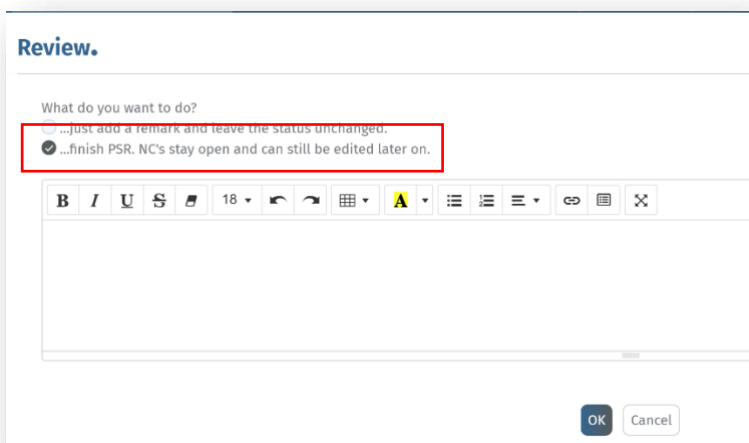 Review.
What do you want to do?
...just add a remark and leave the status unchanged.
...finish PSR. NC's stay open and can still be edited later on.
B I U S 18 A
OK Cancel